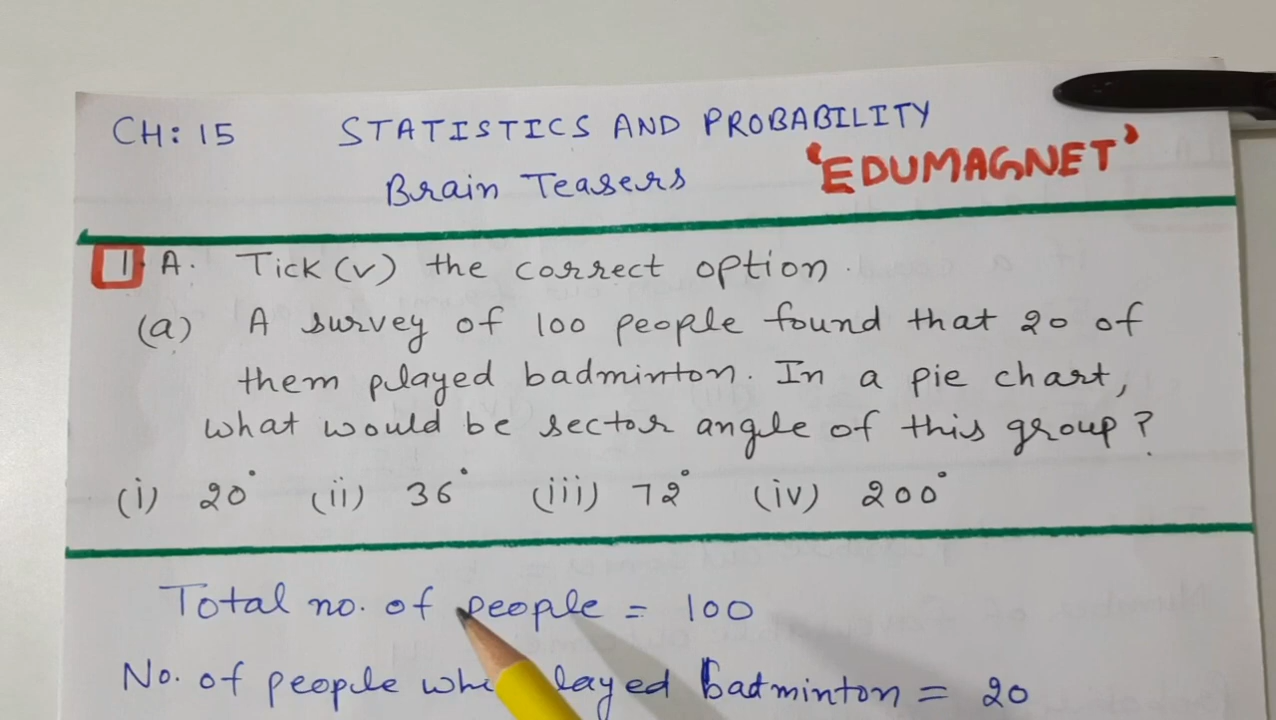 CH: 15 STATISTICS AND PROBABILITY
Brain Teasers 'EDUMAGNET'
1. A. Tick (✓) the correct option.
(a) A survey of 100 people found that 20 of
them played badminton. In a pie chart,
what would be sector angle of this group?
(i) 20° (ii) 36° (iii) 72° (iv) 200°
Total no. of people = 100
No. of people layed badminton = 20